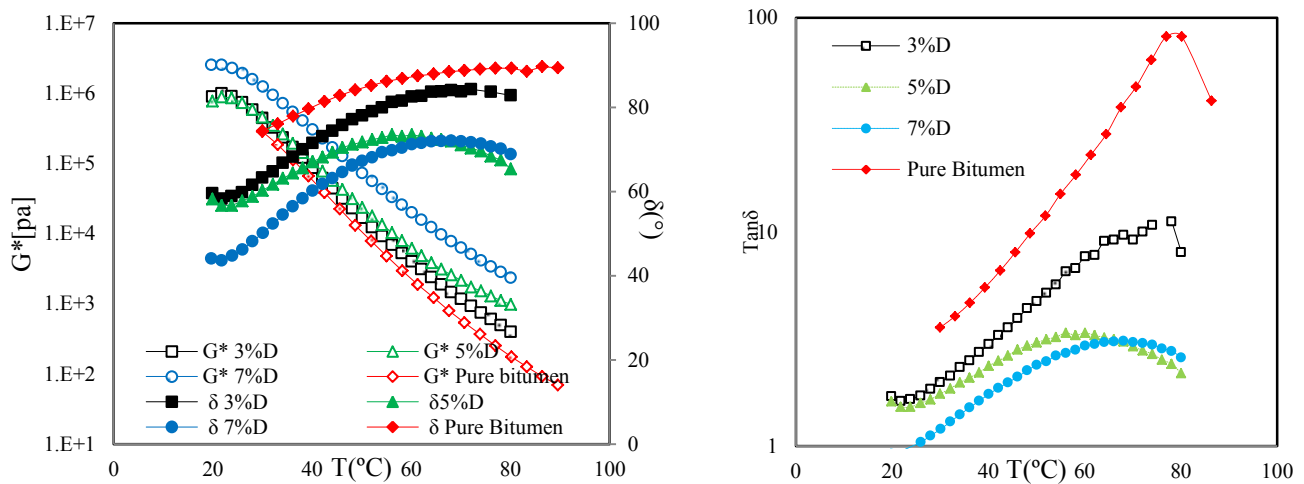 1.E+7
1.E+6
1.E+5
1.E+4
1.E+3
1.E+2
1.E+1
G*[pa]
100
80
60
40
20
0
δ(°)
G* 3%D
G* 5%D
G* 7%D
G* Pure bitumen
δ 3%D
δ5%D
δ 7%D
δ Pure Bitumen
0
20
40
60
80
100
T(ºC)
100
10
1
Tanδ
3%D
5%D
7%D
Pure Bitumen
0
20
40
60
80
100
T(ºC)